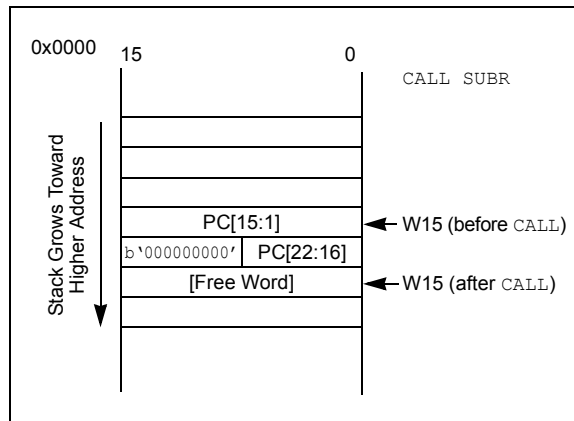 0x0000
15
0
CALL SUBR
Stack Grows Toward
Higher Address
PC[15:1]
W15 (before CALL)
b‘000000000’
PC[22:16]
[Free Word]
W15 (after CALL)